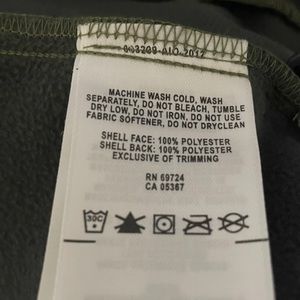 MACHINE WASH COLD, WASH
SEPARATELY, DO NOT BLEACH, TUMBLE
DRY LOW, DO NOT IRON, DO NOT USE
FABRIC SOFTENER, DO NOT DRYCLEAN
SHELL FACE: 100% POLYESTER
SHELL BACK: 100% POLYESTER
EXCLUSIVE OF TRIMMING
RN 69724
CA 05367
30C